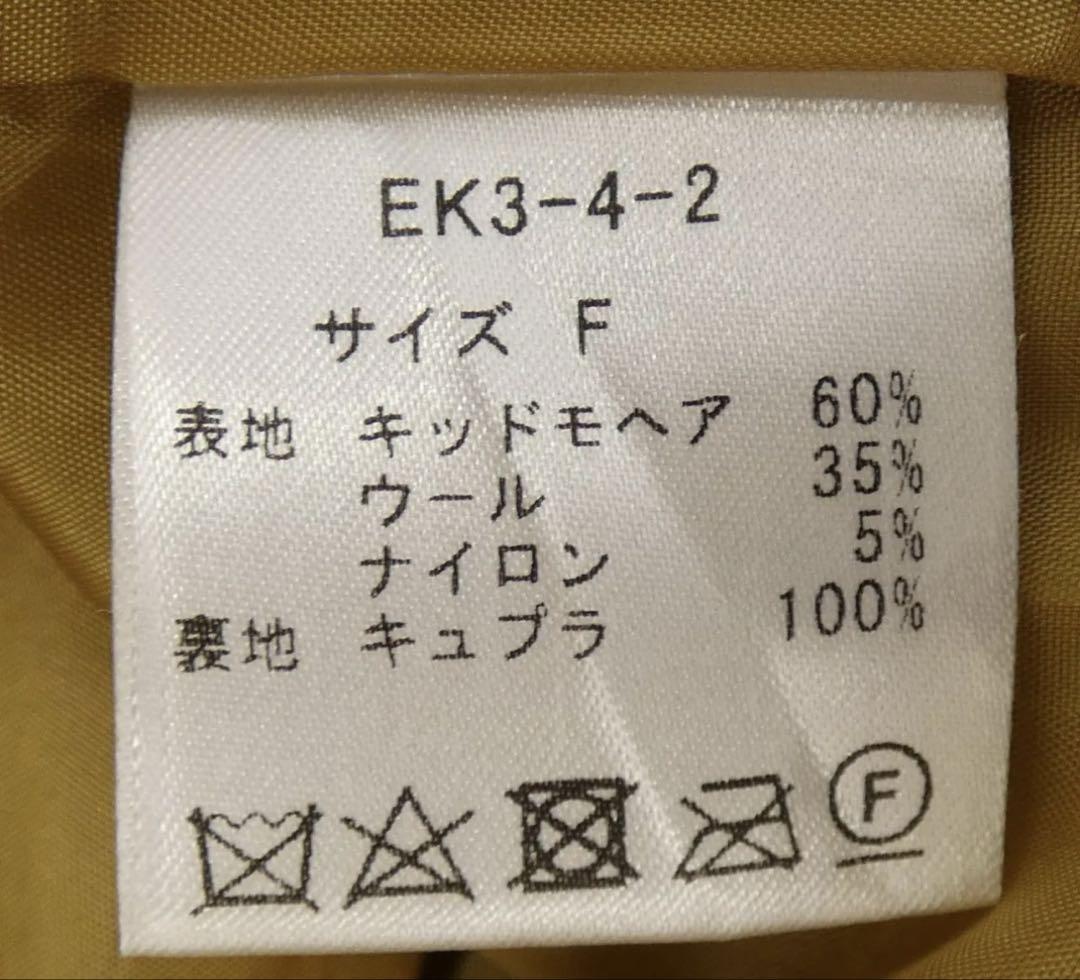 EK3-4-2
サイズ F
表地 キッドモヘア 60%
ウール 35%
ナイロン 5%
裏地 キュプラ 100%
F